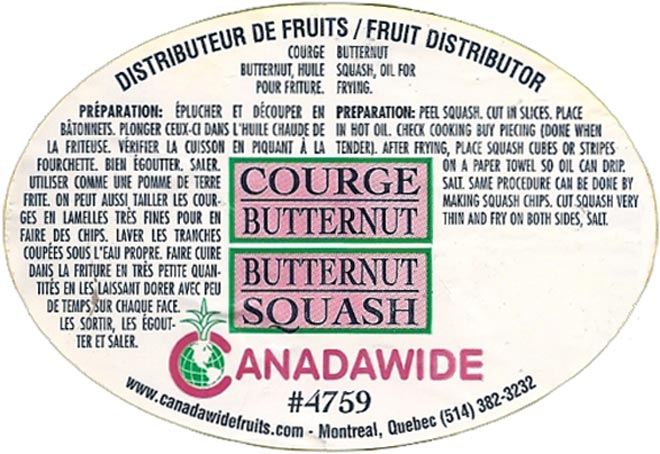 DISTRIBUTEUR DE FRUITS / FRUIT DISTRIBUTOR
COURGE
BUTTERNUT, HUILE
POUR FRITURE.
BUTTERNUT
SQUASH, OIL FOR
FRYING.
PRÉPARATION: ÉPLUCHER ET DÉCOUPER EN
BÂTONNETS. PLONGER CEUX-CI DANS L'HUILE CHAUDE DE
LA FRITEUSE. VÉRIFIER LA CUISSON EN PIQUANT À LA
FOURCHETTE. BIEN ÉGOUTTER. SALER.
UTILISER COMME UNE POMME DE TERRE
FRITE. ON PEUT AUSSI TAILLER LES COUR-
GES EN LAMELLES TRÈS FINES POUR EN
FAIRE DES CHIPS. LAVER LES TRANCHES
COUPÉES SOUS L'EAU PROPRE. FAIRE CUIRE
DANS LA FRITURE EN TRÈS PETITE QUAN-
TITÉS EN LES LAISSANT DORER AVEC PEU
DE TEMPS SUR CHAQUE FACE.
LES SORTIR, LES ÉGOUT-
TER ET SALER.
PREPARATION: PEEL SQUASH. CUT IN SLICES. PLACE
IN HOT OIL. CHECK COOKING BUY PIECING (DONE WHEN
TENDER). AFTER FRYING, PLACE SQUASH CUBES OR STRIPES
ON A PAPER TOWEL SO OIL CAN DRIP.
SALT. SAME PROCEDURE CAN BE DONE BY
MAKING SQUASH CHIPS. CUT SQUASH VERY
THIN AND FRY ON BOTH SIDES, SALT.
COURGE
BUTTERNUT
BUTTERNUT
SQUASH
CANADAWIDE
#4759
www.canadawidefruits.com - Montreal, Quebec (514) 382-3232